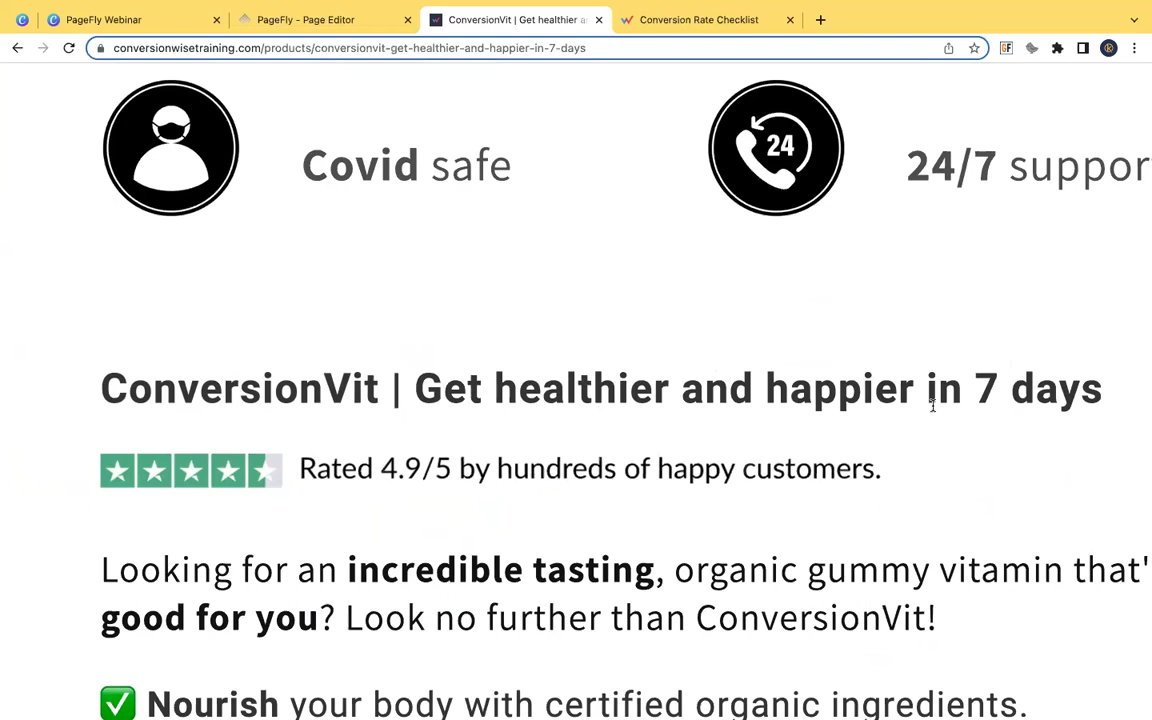 PageFly Webinar
PageFly - Page Editor
ConversionVit | Get healthier a
Conversion Rate Checklist
conversionwisetraining.com/products/conversionvit-get-healthier-and-happier-in-7-days
GF
Covid safe
24
24/7 suppor
ConversionVit | Get healthier and happier in 7 days
Rated 4.9/5 by hundreds of happy customers.
Looking for an incredible tasting, organic gummy vitamin that'
good for you? Look no further than ConversionVit!
Nourish your body with certified organic ingredients.